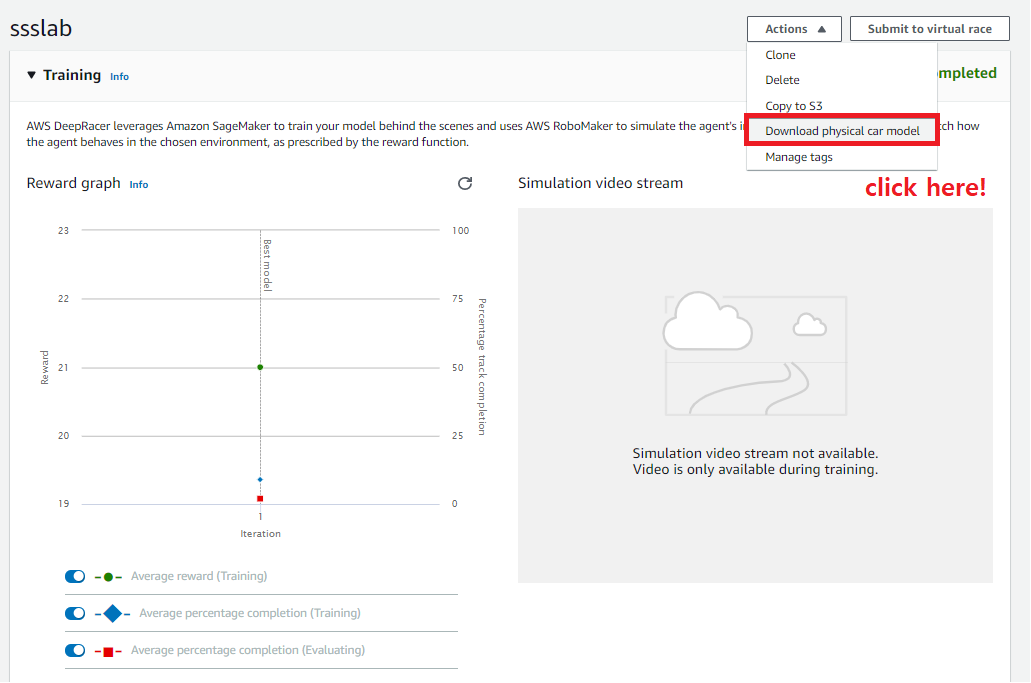 ssslab
Actions
Submit to virtual race
Clone
Delete
Copy to S3
Download physical car model
Manage tags
click here!
Training Info
mpleted
AWS DeepRacer leverages Amazon SageMaker to train your model behind the scenes and uses AWS RoboMaker to simulate the agent's i tch how
the agent behaves in the chosen environment, as prescribed by the reward function.
Reward graph Info
23
22
21
20
19
Reward
100
75
50
25
0
Percentage track completion
Best model
1
Iteration
Average reward (Training)
Average percentage completion (Training)
Average percentage completion (Evaluating)
Simulation video stream
Simulation video stream not available.
Video is only available during training.